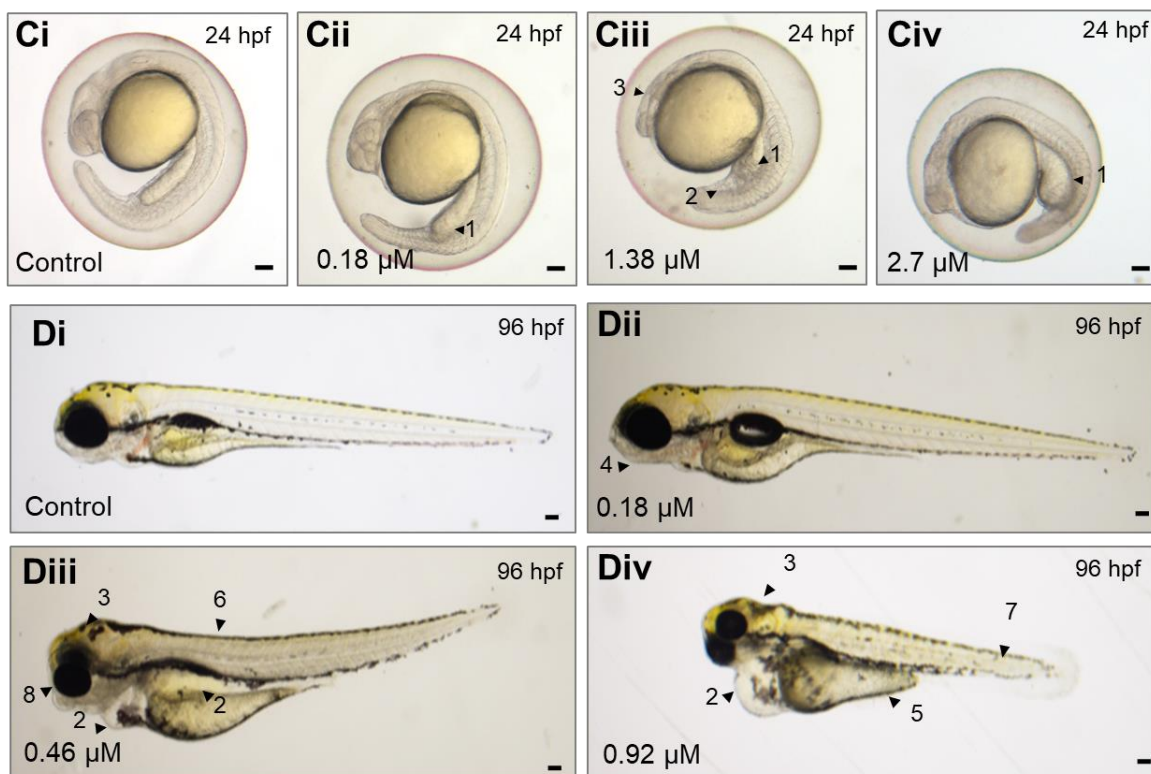 Ci 24 hpf
Control
Cii 24 hpf
1
0.18 μM
Ciii 24 hpf
3
1
2
1.38 μM
Civ 24 hpf
1
2.7 μM
Di 96 hpf
Control
Dii 96 hpf
4
0.18 μM
Diii 96 hpf
3 6
8 2
2
0.46 μM
Div 96 hpf
3
7
2
5
0.92 μM